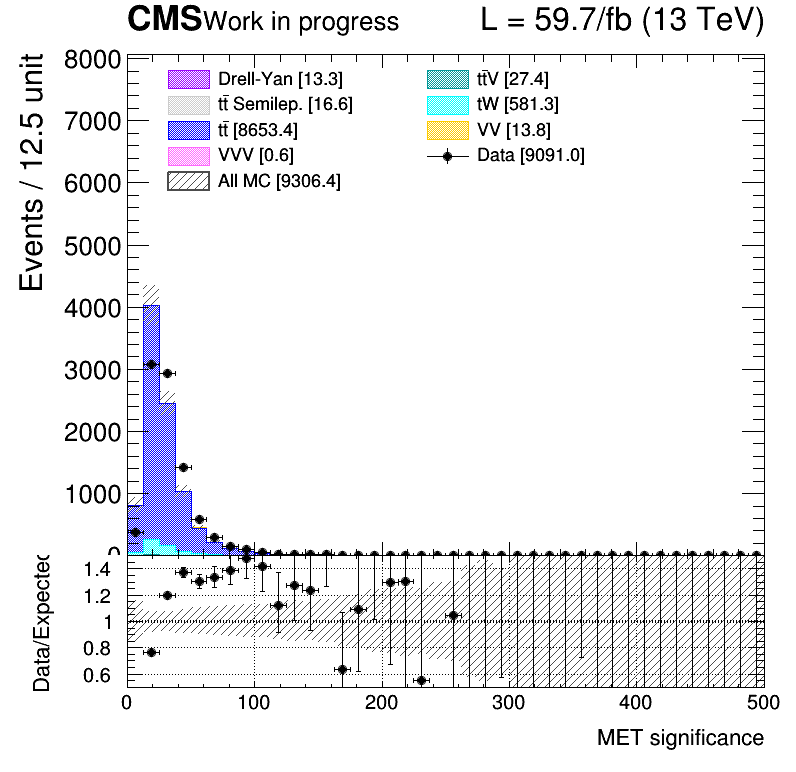 CMS Work in progress L = 59.7/fb (13 TeV)
Events / 12.5 unit
8000
7000
6000
5000
4000
3000
2000
1000
0
Drell-Yan [13.3]
tt̄ Semilep. [16.6]
tt̄ [8653.4]
VVV [0.6]
All MC [9306.4]
tt̄V [27.4]
tW [581.3]
VV [13.8]
Data [9091.0]
Data/Expected
1.4
1.2
1
0.8
0.6
0 100 200 300 400 500
MET significance